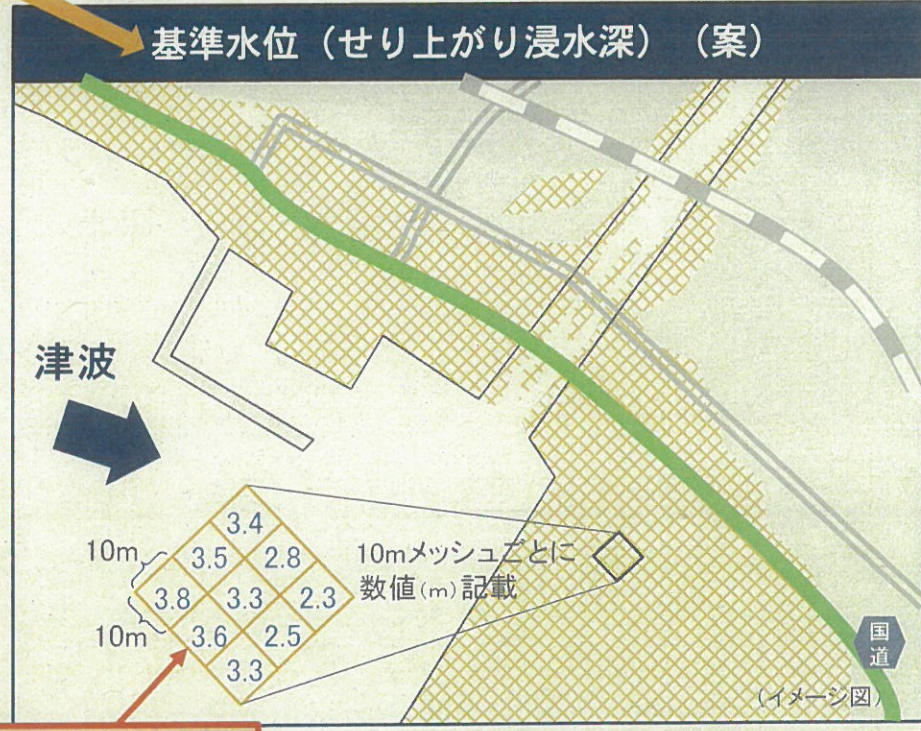 基準水位（せり上がり浸水深）（案）
津波
10m
10m
3.4
3.5 2.8
3.8 3.3 2.3
3.6 2.5
3.3
10mメッシュごとに
数値(m)記載
国道
（イメージ図）